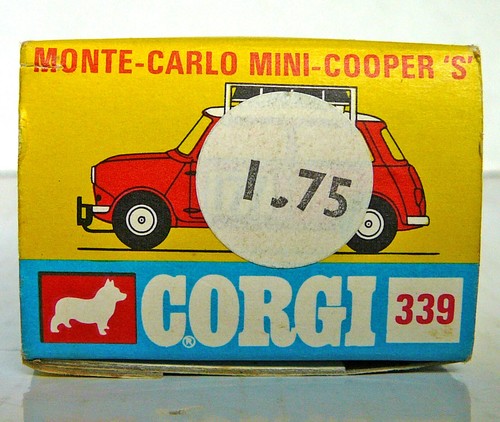 MONTE-CARLO MINI-COOPER 'S'
1.75
CORGI® 339